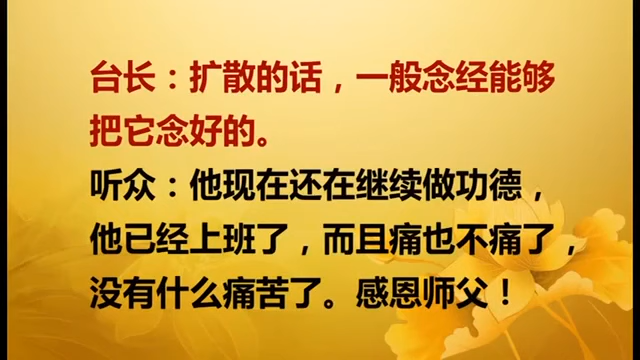 台长：扩散的话，一般念经能够
把它念好的。
听众：他现在还在继续做功德，
他已经上班了，而且痛也不痛了，
没有什么痛苦了。感恩师父！